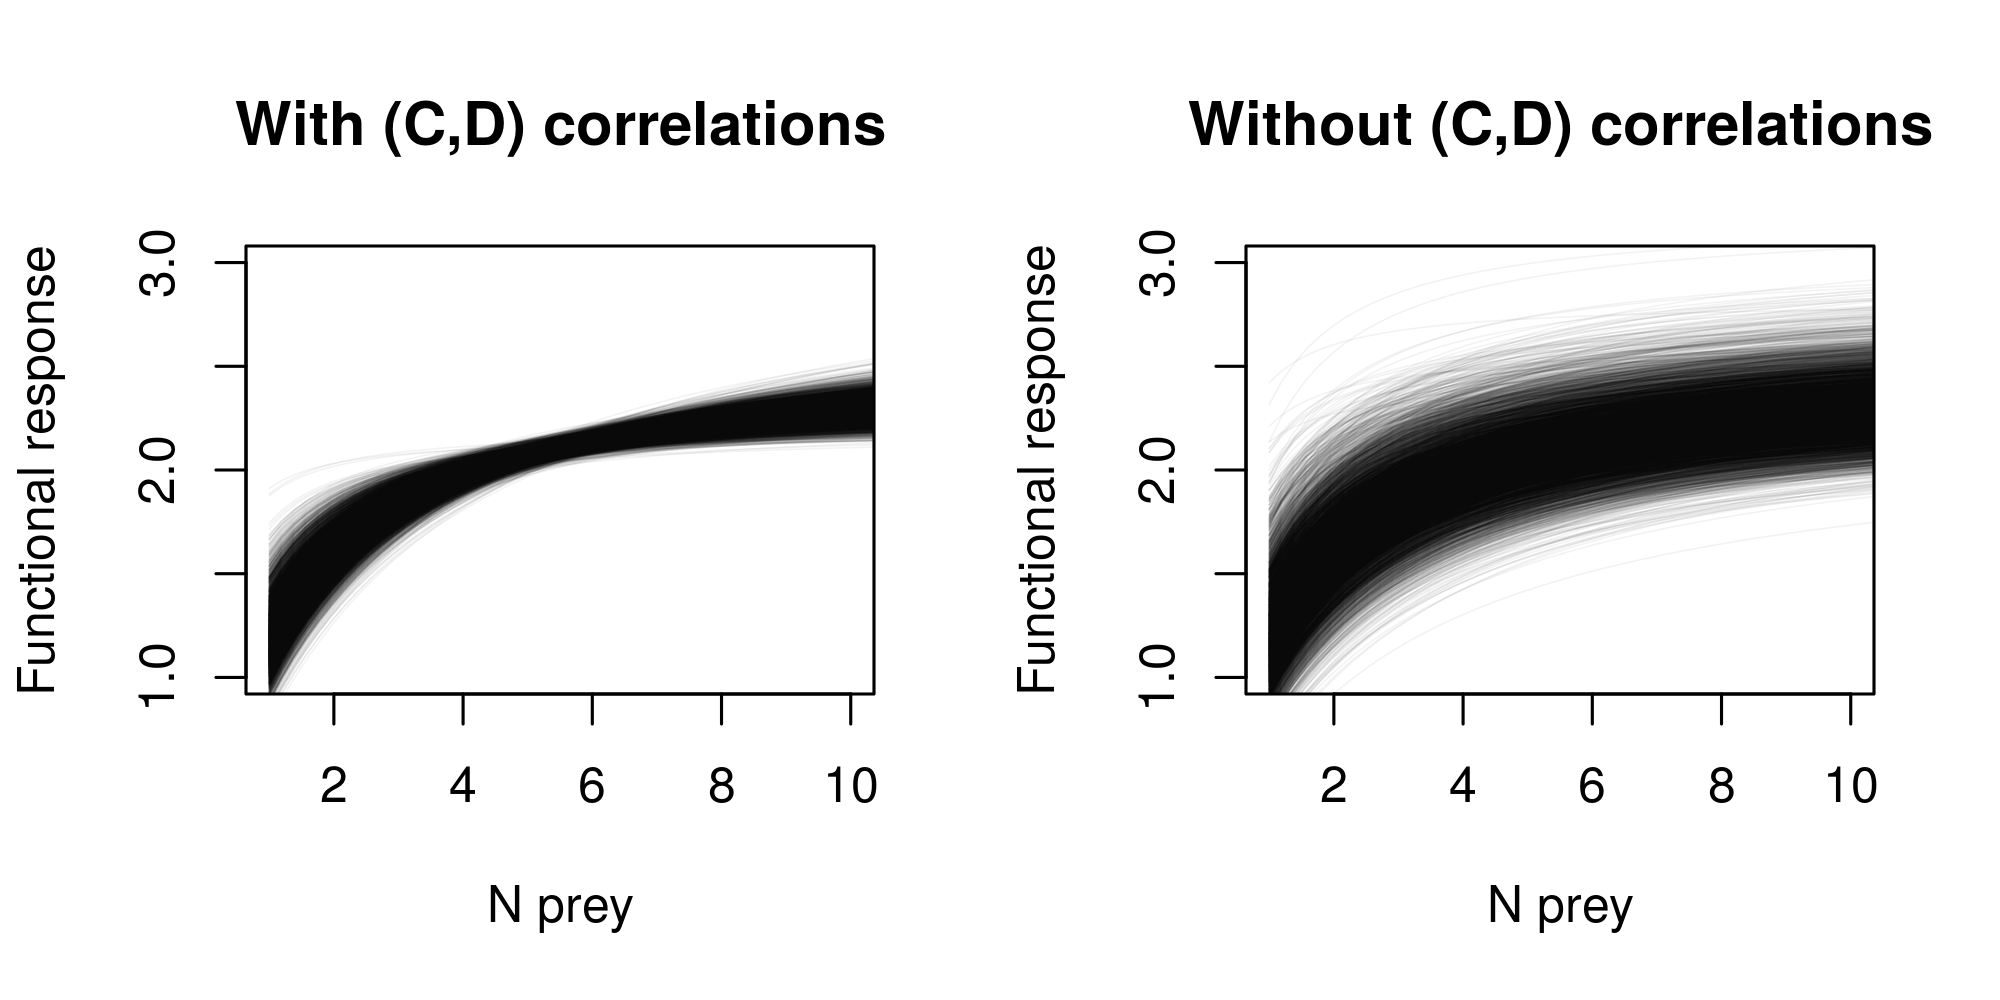 With (C,D) correlations
Functional response
3.0
2.0
1.0
2 4 6 8 10
N prey
Without (C,D) correlations
Functional response
3.0
2.0
1.0
2 4 6 8 10
N prey